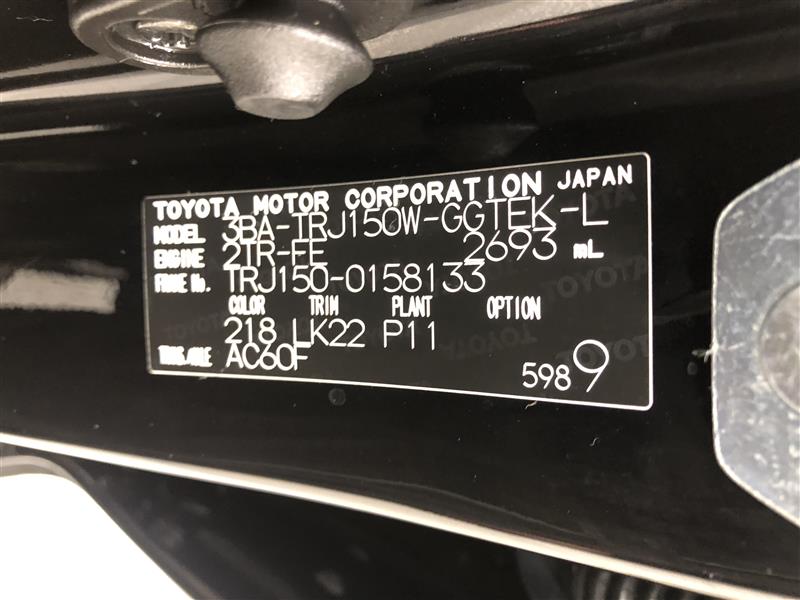 TOYOTA MOTOR CORPORATION JAPAN
MODEL 3BA-TRJ150W-GGTEK-L
ENGINE 2TR-FE 2693 mL
FRAME No. TRJ150-0158133
COLOR TRIM PLANT OPTION
218 LK22 P11
TRANS./AXLE AC60F
5989